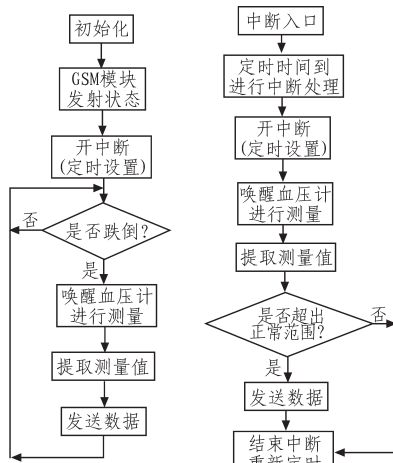 初始化
GSM模块
发射状态
开中断
(定时设置)
否
是否跌倒?
是
唤醒血压计
进行测量
提取测量值
发送数据
中断入口
定时时间到
进行中断处理
开中断
(定时设置)
唤醒血压计
进行测量
提取测量值
是否超出
正常范围?
否
是
发送数据
结束中断
重新定时